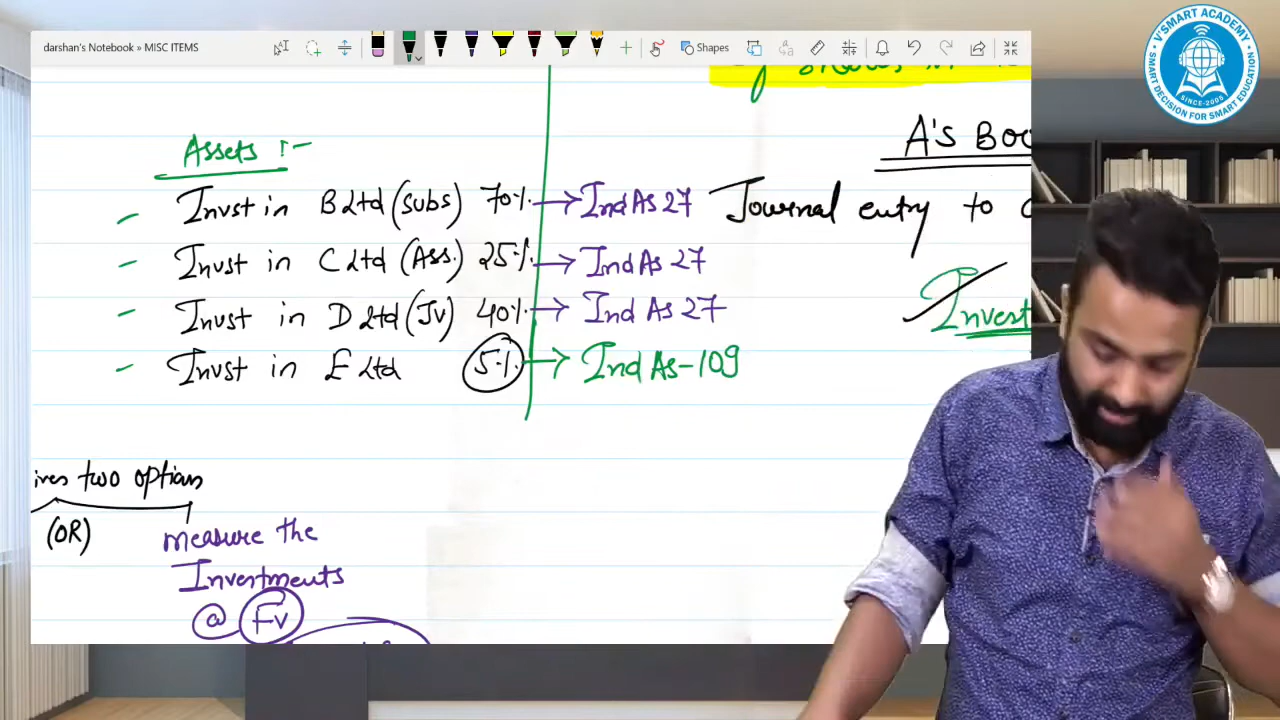 darshan's Notebook » MISC ITEMS
Shapes
V'SMART ACADEMY
SINCE-2005
SMART DECISION FOR SMART EDUCATION
Assets :-
Invst in B Ltd (subs) 70% → Ind As 27
Invst in C Ltd (Ass.) 25% → Ind As 27
Invst in D Ltd (Jv) 40% → Ind As 27
Invst in E Ltd 5% → Ind As-109
A's Boo
Journal entry to
Invest
ives two options
(OR) measure the
Investments
@ Fv